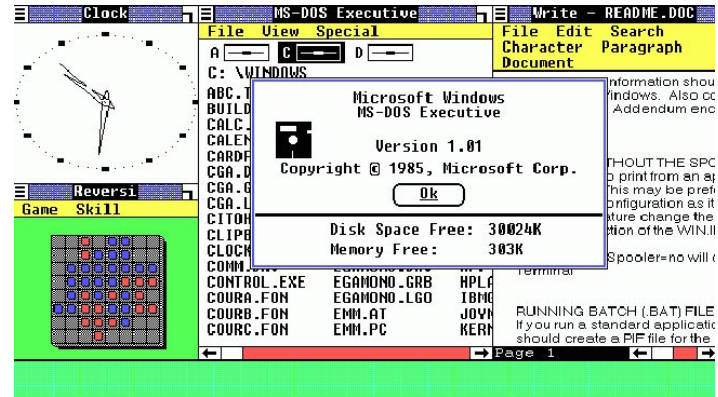 Clock
MS-DOS Executive
File View Special
A C D
C: \WINDOWS
ABC.T
BUILD
CALC.
CALEN
CARDF
CGA.D
CGA.G
CGA.L
CITOH
CLIPB
CLOCK
CONTROL.EXE EGAMONO.GRB HPLA
COURA.FON EGAMONO.LGO IBMG
COURB.FON EMM.AT JOYM
COURC.FON EMM.PC KERN
Microsoft Windows
MS-DOS Executive
Version 1.01
Copyright © 1985, Microsoft Corp.
Ok
Disk Space Free: 30024K
Memory Free: 303K
Write - README.DOC
File Edit Search
Character Paragraph
Document
nformation shou
Windows. Also co
Addendum enc
THOUT THE SPO
o print from an ap
This may be prefe
onfiguration as it
ature change the
ction of the WIN.I
Spooler=no will
Terminal
RUNNING BATCH (.BAT) FILE
If you run a standard applicatio
should create a PIF file for the
Page 1
Reversi
Game Skill